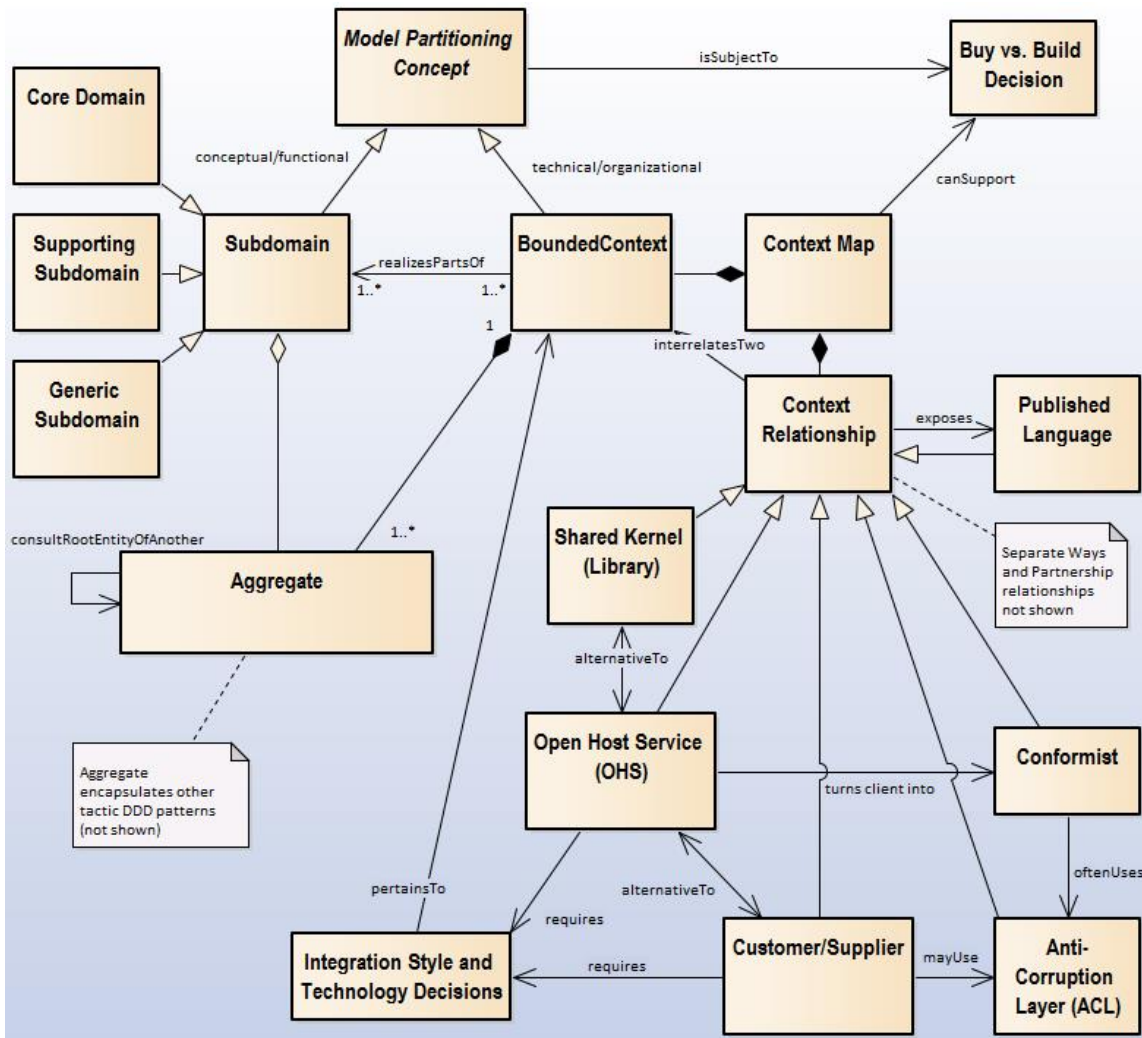 Model Partitioning
Concept
isSubjectTo
Buy vs. Build
Decision
Core Domain
conceptual/functional
technical/organizational
canSupport
Supporting
Subdomain
Subdomain
realizesPartsOf
1..*
1..*
1
BoundedContext
Context Map
interrelatesTwo
Generic
Subdomain
Context
Relationship
exposes
Published
Language
consultRootEntityOfAnother
1..*
Aggregate
Shared Kernel
(Library)
Separate Ways
and Partnership
relationships
not shown
alternativeTo
Aggregate
encapsulates other
tactic DDD patterns
(not shown)
Open Host Service
(OHS)
turns client into
Conformist
pertainsTo
alternativeTo
oftenUses
requires
Integration Style and
Technology Decisions
requires
Customer/Supplier
mayUse
Anti-
Corruption
Layer (ACL)